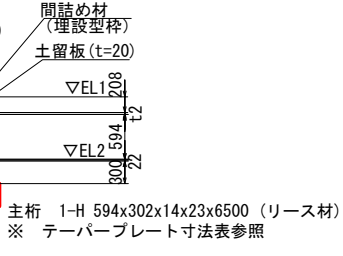 間詰め材
(埋設型枠)
土留板(t=20)
▽EL1
208
t2
594
▽EL2
22
300
主桁 1-H 594x302x14x23x6500 (リース材)
※ テーパープレート寸法表参照